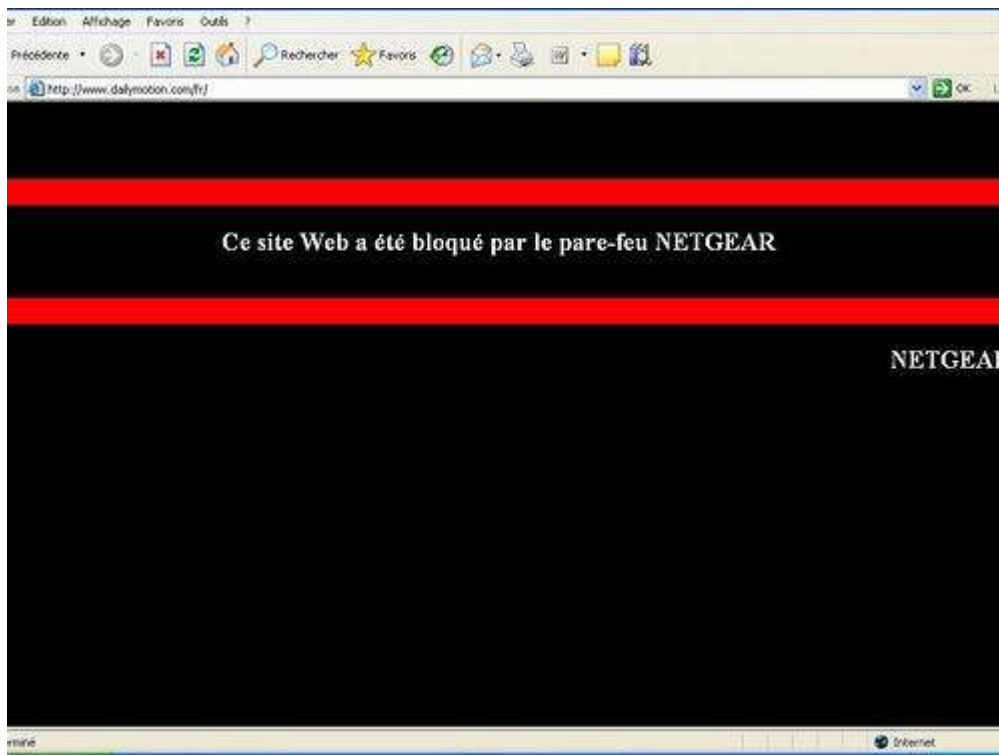 Edition Affichage Favoris Outils ?
Précédente Rechercher Favoris
http://www.dailymotion.com/fr/ OK
Ce site Web a été bloqué par le pare-feu NETGEAR
NETGEAR
Internet